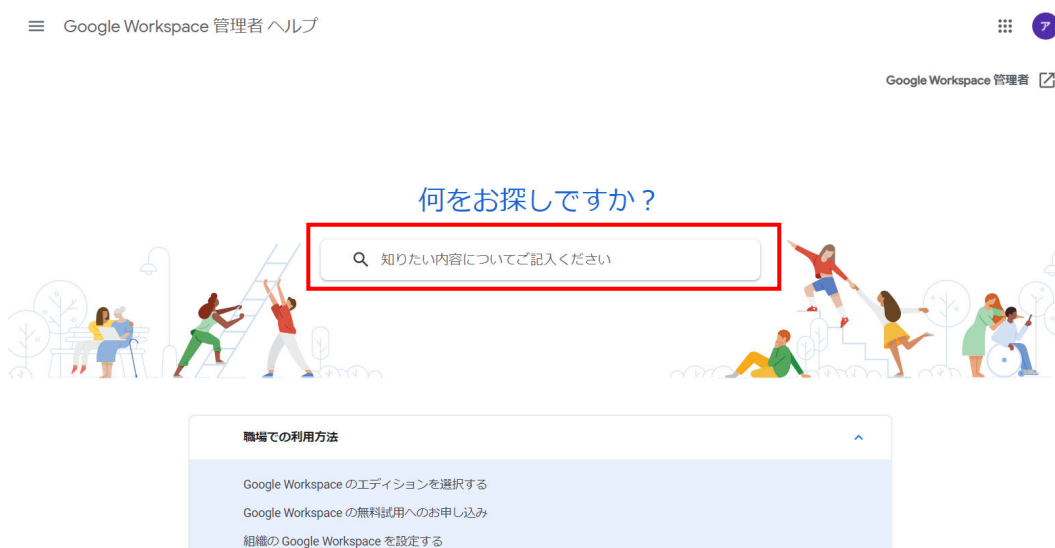 Google Workspace 管理者 ヘルプ
ア
Google Workspace 管理者
何をお探しですか？
知りたい内容についてご記入ください
職場での利用方法
Google Workspace のエディションを選択する
Google Workspace の無料試用へのお申し込み
組織の Google Workspace を設定する